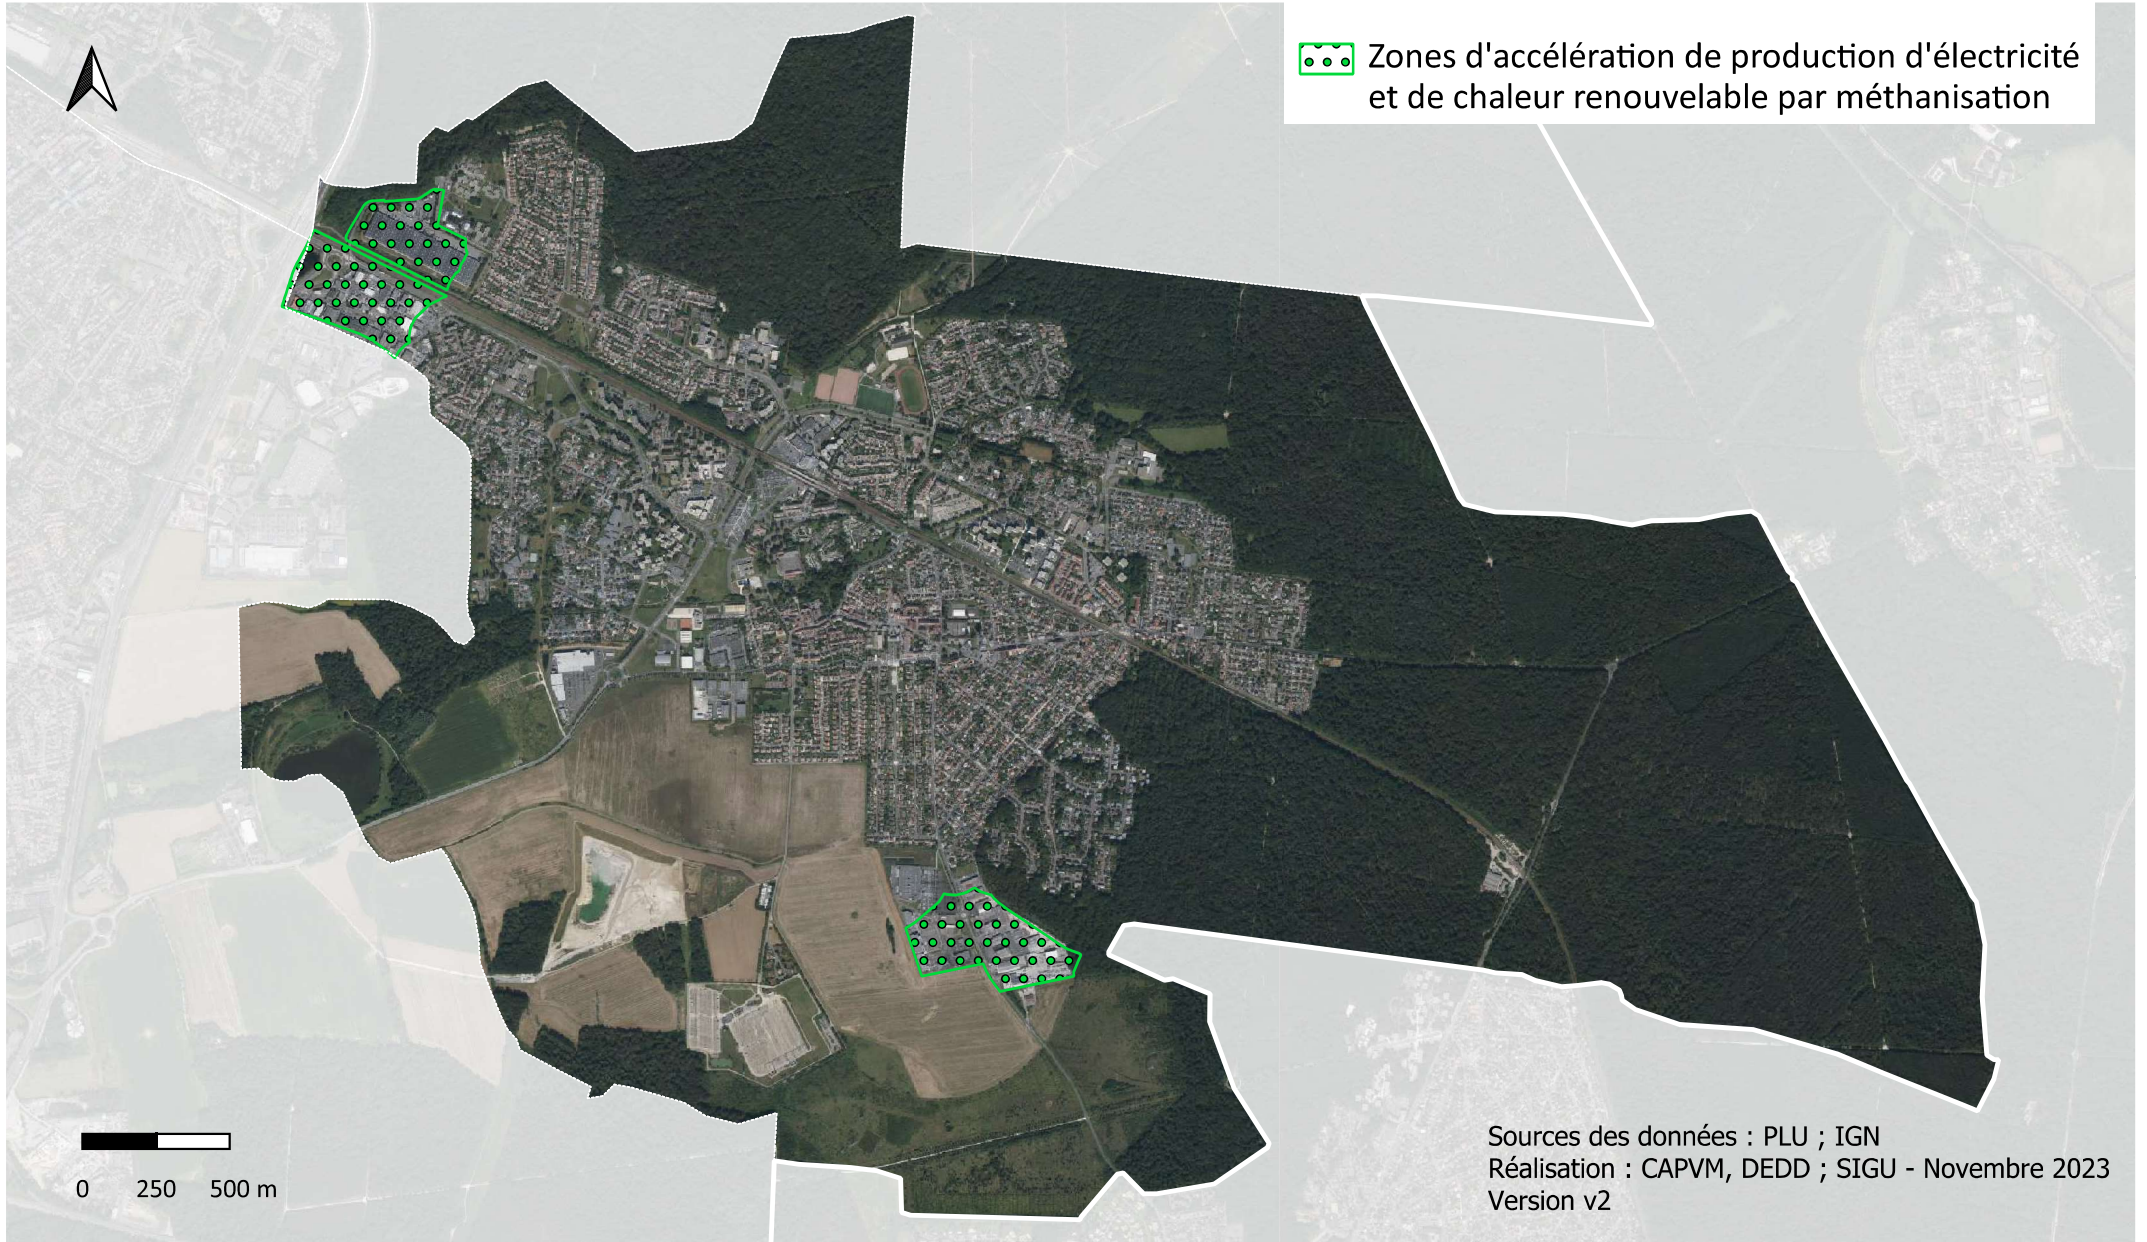 Zones d'accélération de production d'électricité
et de chaleur renouvelable par méthanisation
Sources des données : PLU ; IGN
Réalisation : CAPVM, DEDD ; SIGU - Novembre 2023
Version v2
0 250 500 m